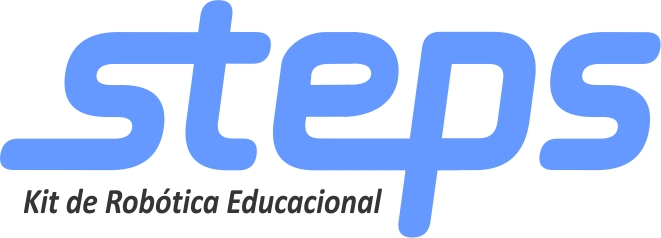 steps
Kit de Robótica Educacional